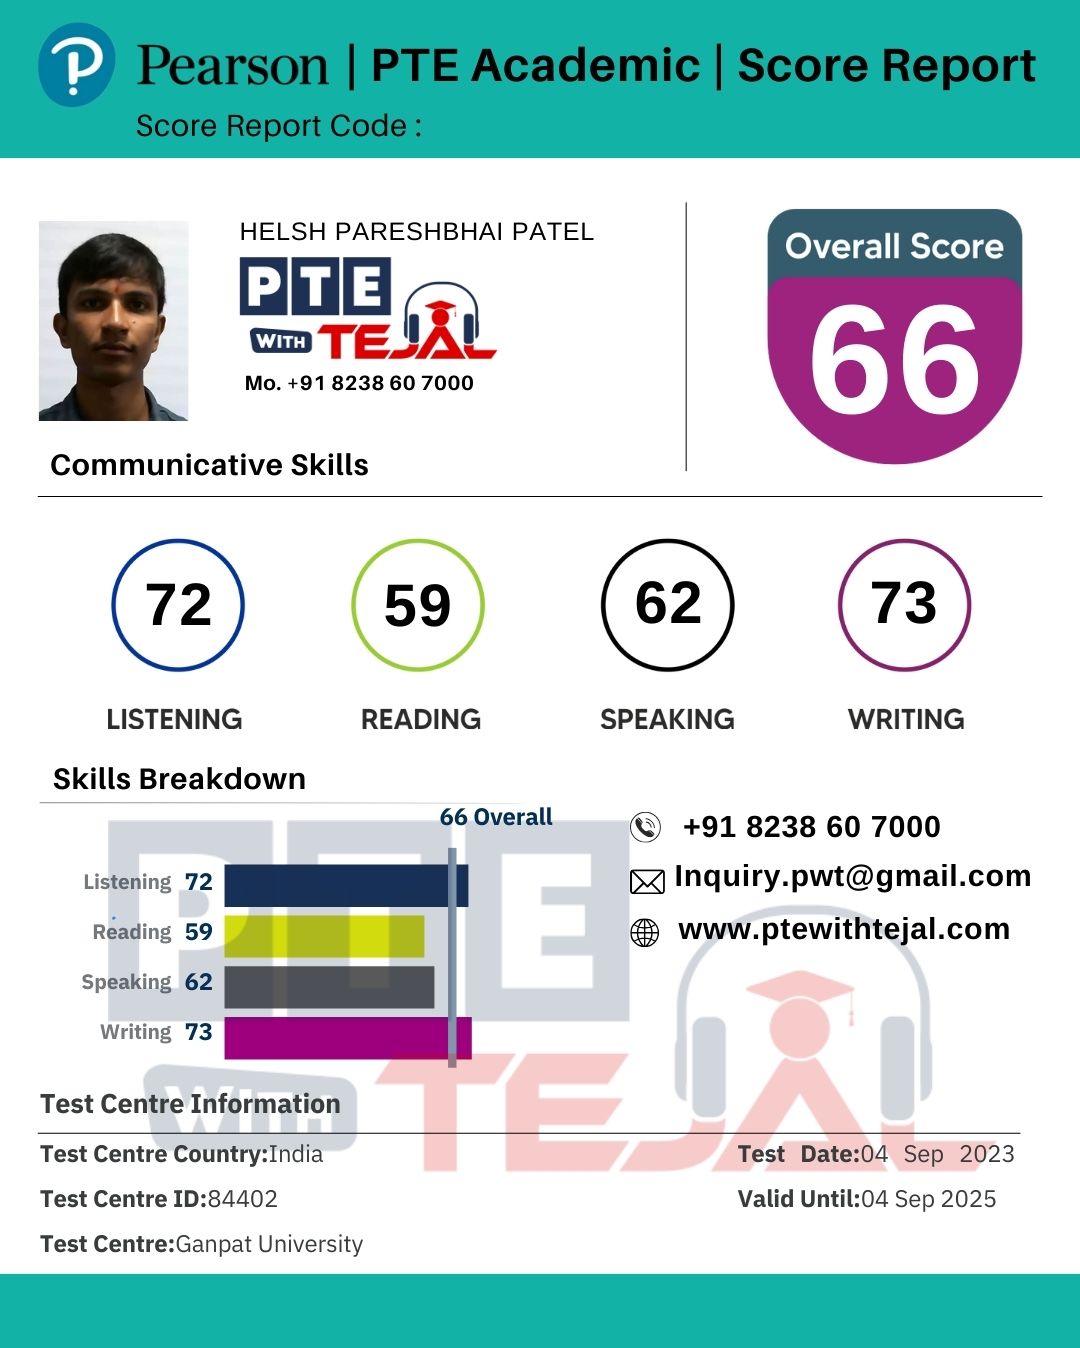 Pearson | PTE Academic | Score Report
Score Report Code :
HELSH PARESHBHAI PATEL
PTE
WITH TEJAL
Mo. +91 8238 60 7000
Overall Score
66
Communicative Skills
72 59 62 73
LISTENING READING SPEAKING WRITING
Skills Breakdown
66 Overall
Listening 72
Reading 59
Speaking 62
Writing 73
+91 8238 60 7000
Inquiry.pwt@gmail.com
www.ptewithtejal.com
PTE
WITH TEJAL
Test Centre Information
Test Centre Country:India
Test Date:04 Sep 2023
Test Centre ID:84402
Valid Until:04 Sep 2025
Test Centre:Ganpat University